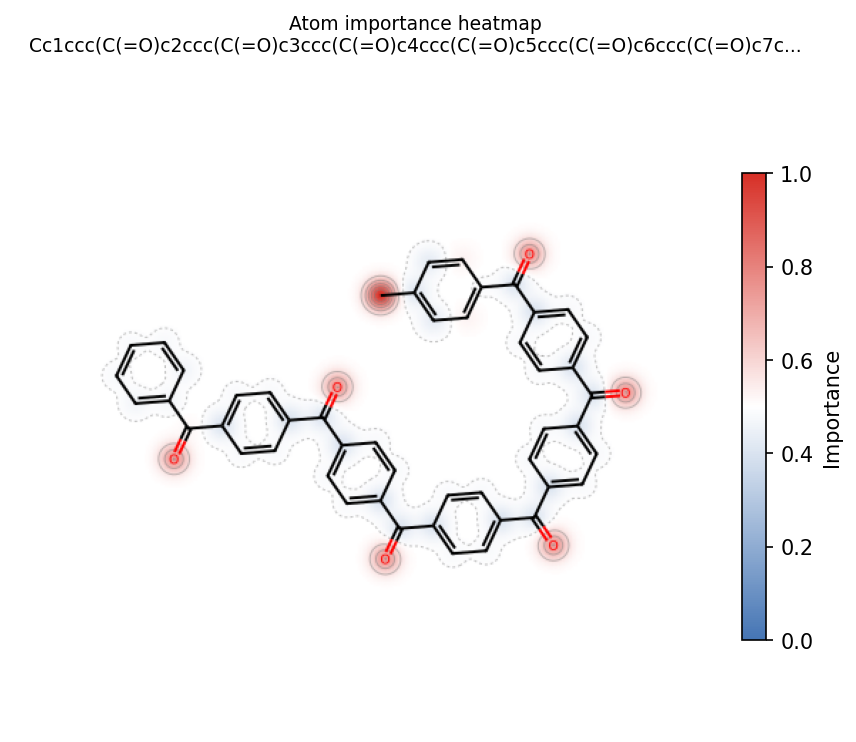 Atom importance heatmap
Cc1ccc(C(=O)c2ccc(C(=O)c3ccc(C(=O)c4ccc(C(=O)c5ccc(C(=O)c6ccc(C(=O)c7c...
O
O
O
O
O
O
1.0
0.8
0.6
0.4
0.2
0.0
Importance